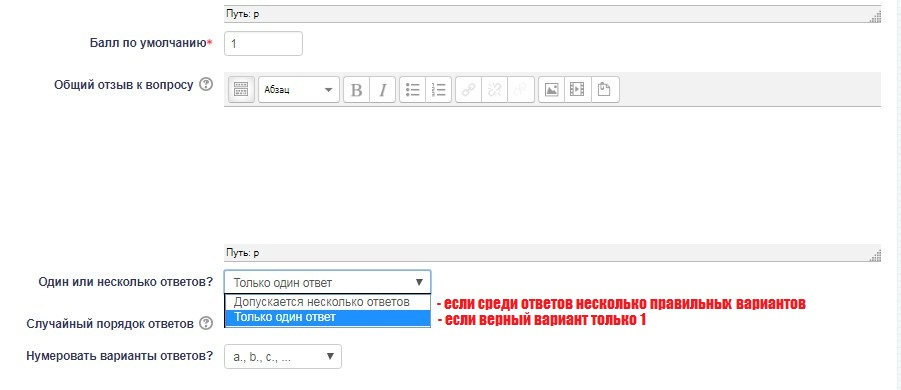 Путь: p
Балл по умолчанию* 1
Общий отзыв к вопросу ? Абзац B I
Путь: p
Один или несколько ответов? Только один ответ
Допускается несколько ответов - если среди ответов несколько правильных вариантов
Только один ответ - если верный вариант только 1
Случайный порядок ответов ?
Нумеровать варианты ответов? a., b., c., ...